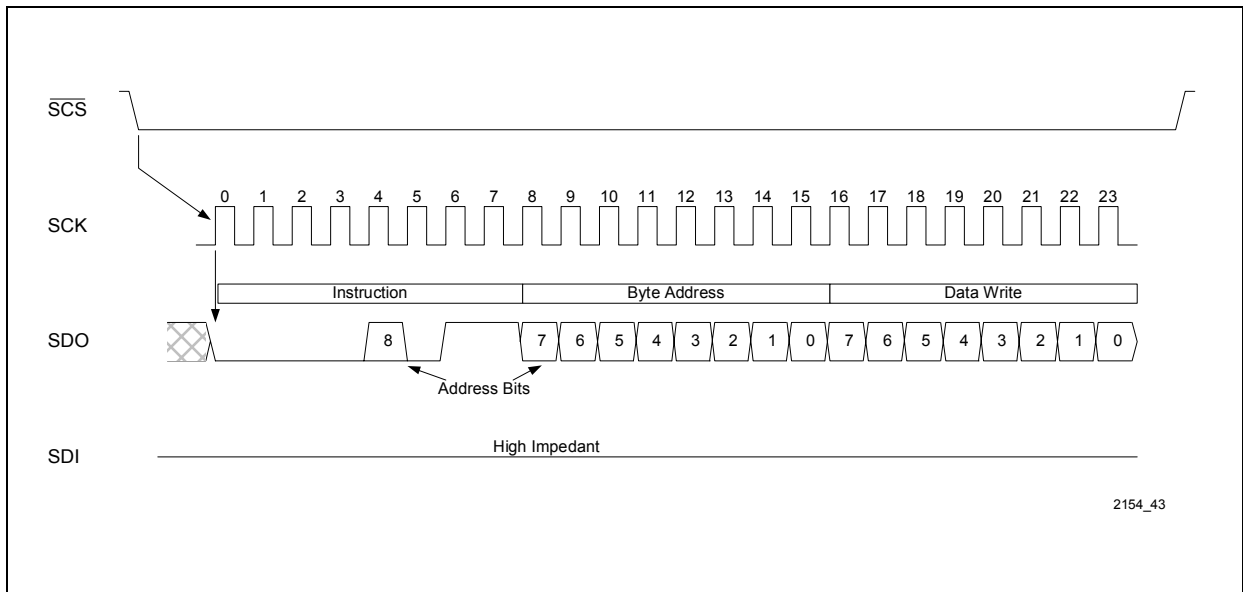 SCS
0 1 2 3 4 5 6 7 8 9 10 11 12 13 14 15 16 17 18 19 20 21 22 23
SCK
Instruction Byte Address Data Write
SDO 8 7 6 5 4 3 2 1 0 7 6 5 4 3 2 1 0
Address Bits
High Impedant
SDI
2154_43